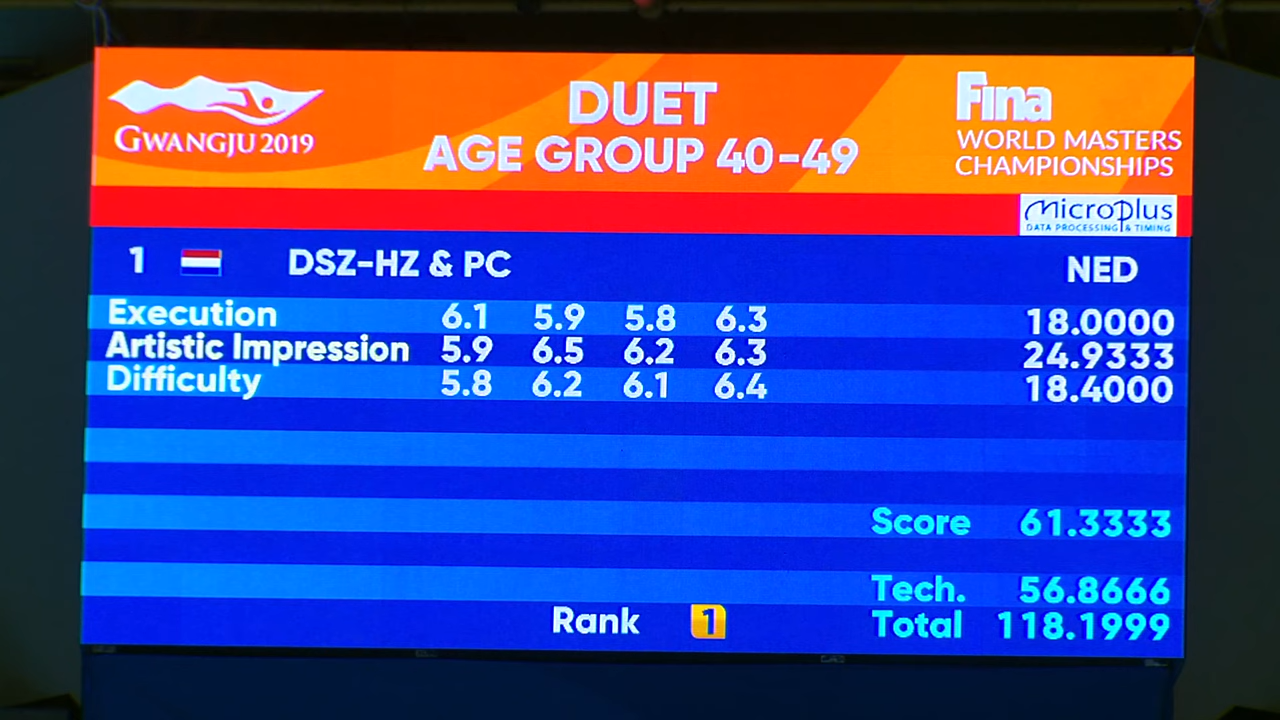 GWANGJU 2019
DUET
AGE GROUP 40-49
Fina
WORLD MASTERS
CHAMPIONSHIPS
Microplus
DATA PROCESSING & TIMING
1 DSZ-HZ & PC NED
Execution 6.1 5.9 5.8 6.3 18.0000
Artistic Impression 5.9 6.5 6.2 6.3 24.9333
Difficulty 5.8 6.2 6.1 6.4 18.4000
Score 61.3333
Tech. 56.8666
Rank 1 Total 118.1999